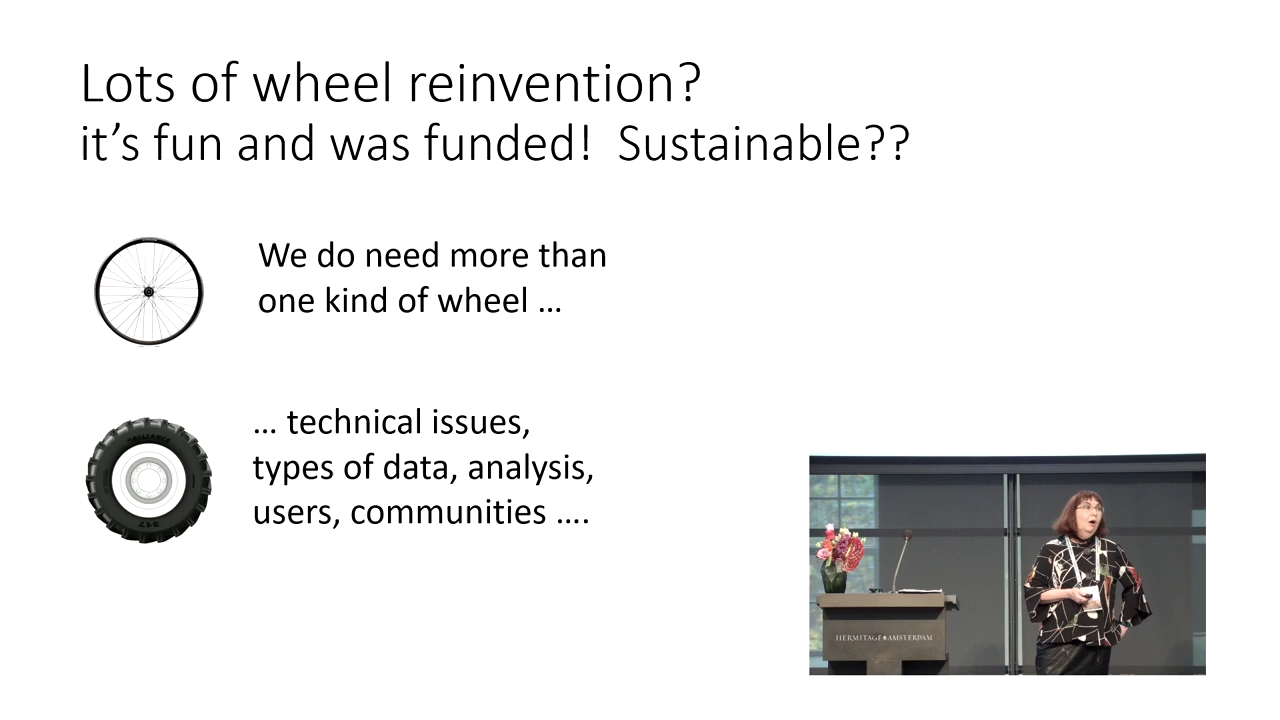 Lots of wheel reinvention?
it’s fun and was funded!  Sustainable??
We do need more than
one kind of wheel …
… technical issues,
types of data, analysis,
users, communities ….
317
HERMITAGE AMSTERDAM